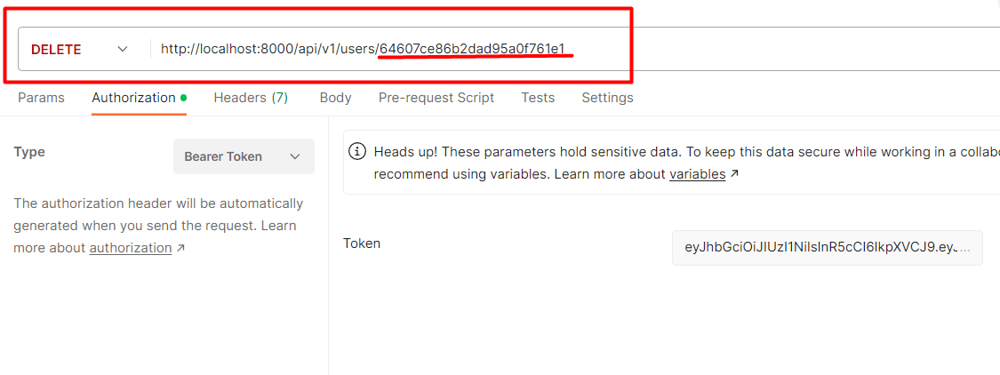 DELETE http://localhost:8000/api/v1/users/64607ce86b2dad95a0f761e1
Params Authorization Headers (7) Body Pre-request Script Tests Settings
Type Bearer Token
The authorization header will be automatically
generated when you send the request. Learn
more about authorization ↗
Heads up! These parameters hold sensitive data. To keep this data secure while working in a collabo
recommend using variables. Learn more about variables ↗
Token eyJhbGciOiJIUzI1NiIsInR5cCI6IkpXVCJ9.eyJ...